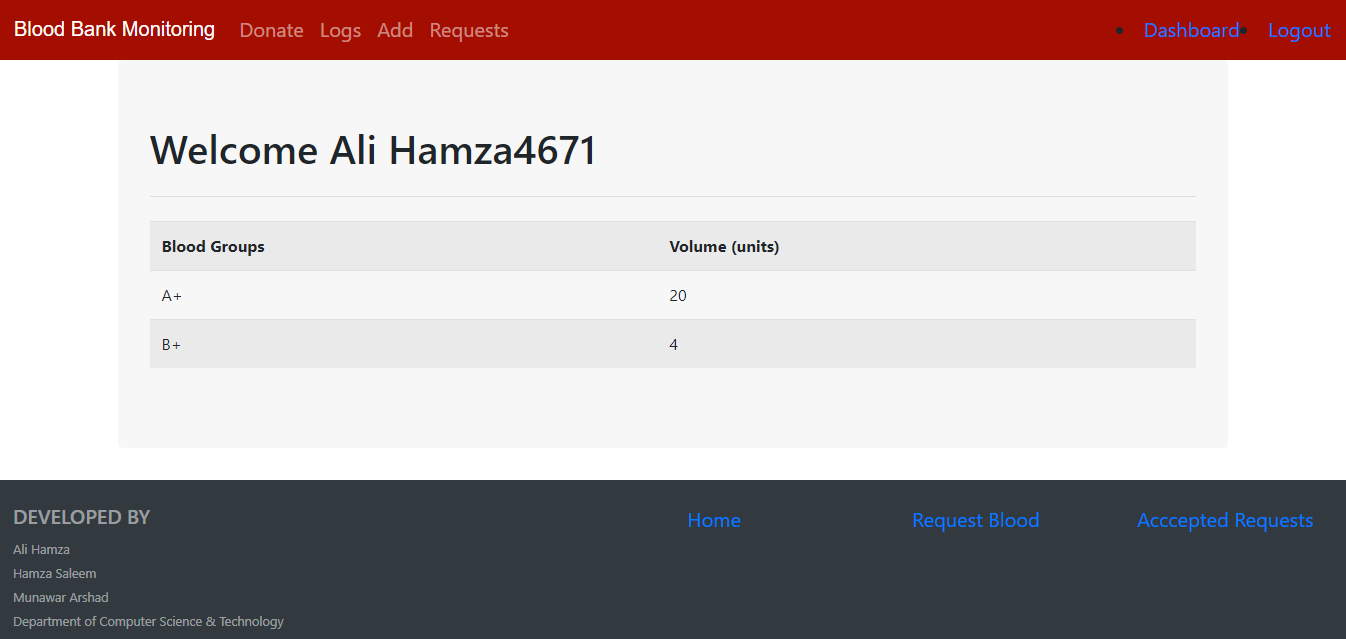 Blood Bank Monitoring Donate Logs Add Requests Dashboard Logout
Welcome Ali Hamza4671
Blood Groups Volume (units)
A+ 20
B+ 4
DEVELOPED BY Home Request Blood Acccepted Requests
Ali Hamza
Hamza Saleem
Munawar Arshad
Department of Computer Science & Technology